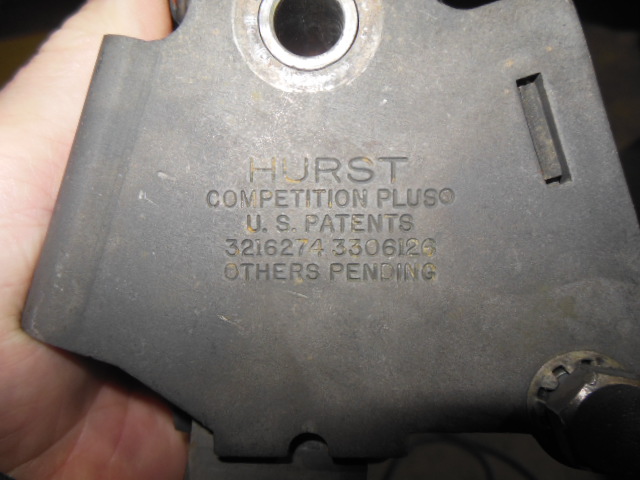 HURST
COMPETITION PLUS®
U. S. PATENTS
3216274 3306126
OTHERS PENDING